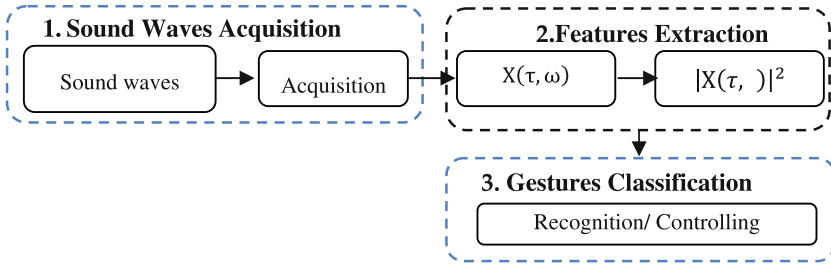 1. Sound Waves Acquisition
Sound waves
Acquisition
2.Features Extraction
X(τ, ω)
|X(τ, )|²
3. Gestures Classification
Recognition/ Controlling